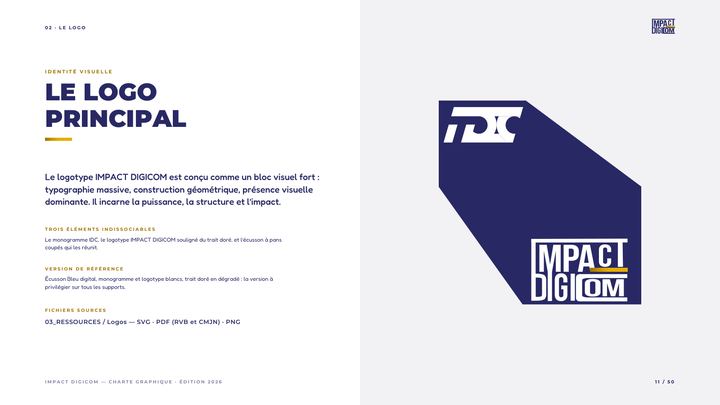 02 - LE LOGO
IMPACT
DIGICOM
IDENTITÉ VISUELLE
LE LOGO
PRINCIPAL
Le logotype IMPACT DIGICOM est conçu comme un bloc visuel fort :
typographie massive, construction géométrique, présence visuelle
dominante. Il incarne la puissance, la structure et l'impact.
TROIS ÉLÉMENTS INDISSOCIABLES
Le monogramme IDC, le logotype IMPACT DIGICOM souligné du trait doré, et l'écusson à pans
coupés qui les réunit.
VERSION DE RÉFÉRENCE
Écusson Bleu digital, monogramme et logotype blancs, trait doré en dégradé : la version à
privilégier sur tous les supports.
FICHIERS SOURCES
03_RESSOURCES / Logos — SVG - PDF (RVB et CMJN) - PNG
IDC
IMPACT
DIGICOM
IMPACT DIGICOM — CHARTE GRAPHIQUE - ÉDITION 2026
11 / 50